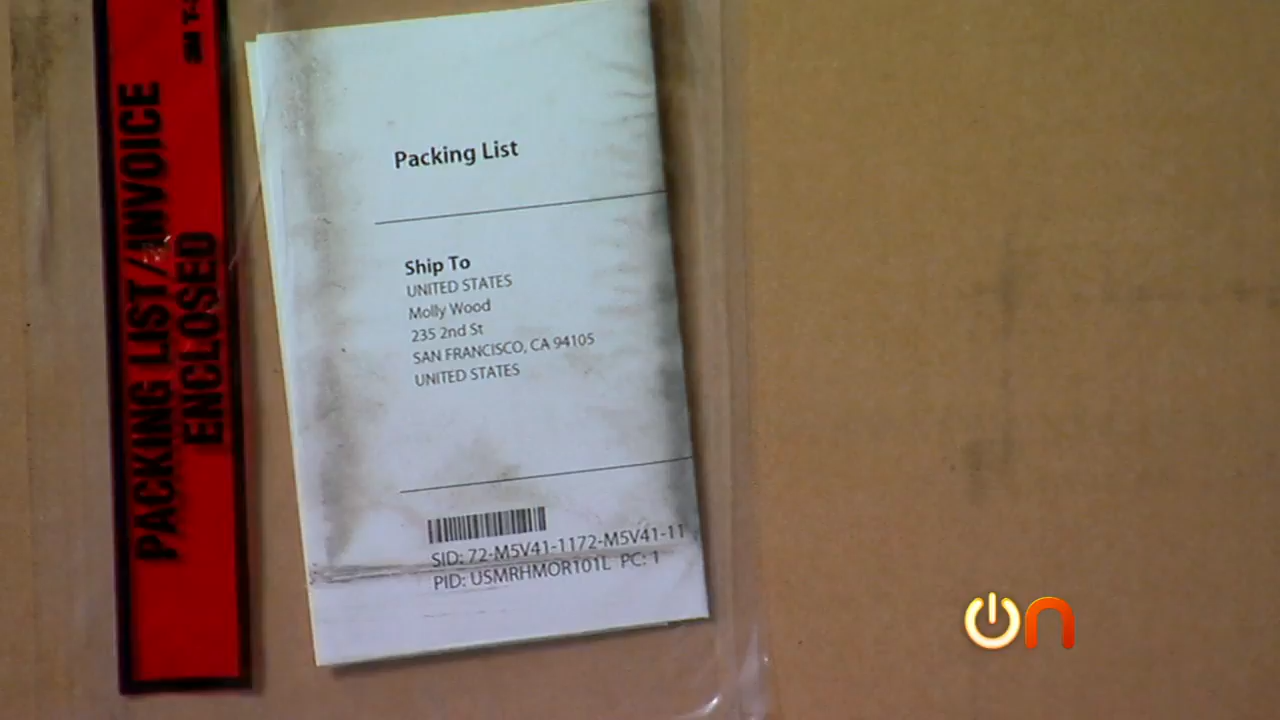 PACKING LIST/INVOICE
ENCLOSED
Packing List
Ship To
UNITED STATES
Molly Wood
235 2nd St
SAN FRANCISCO, CA 94105
UNITED STATES
SID: 72-M5V41-1172-M5V41-11
PID: USMRHMOR101L PC: 1
on